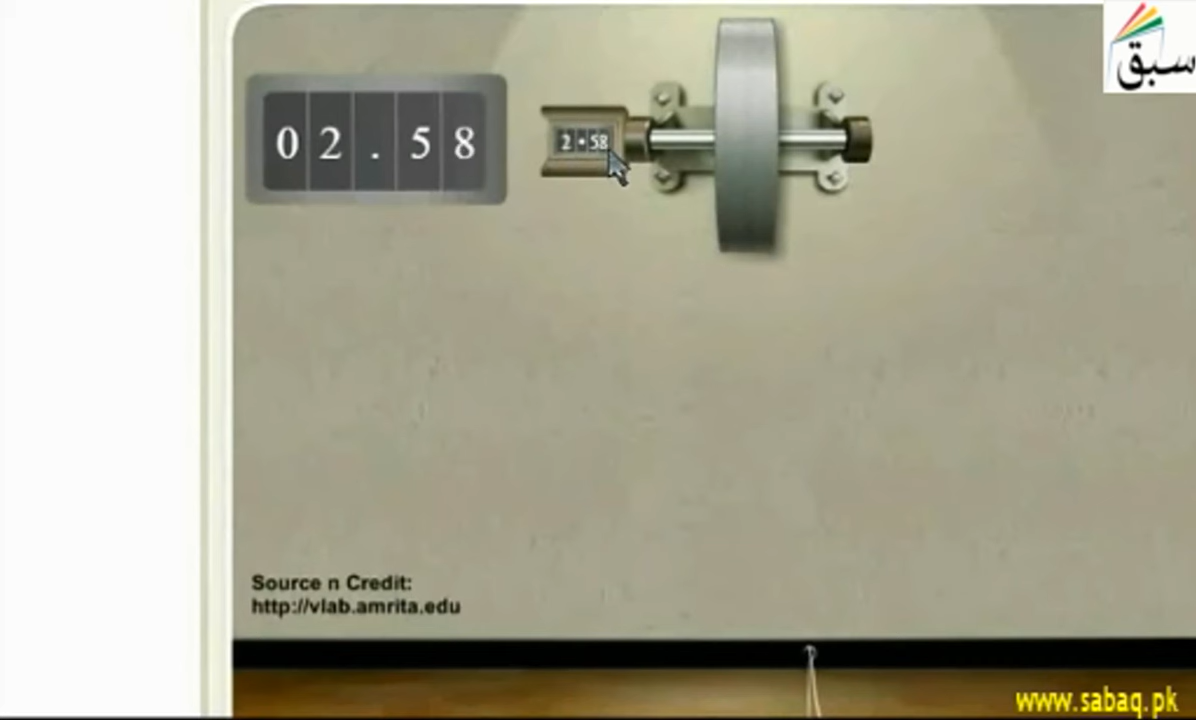 سبق
02.58
2.58
Source n Credit:
http://vlab.amrita.edu
www.sabaq.pk